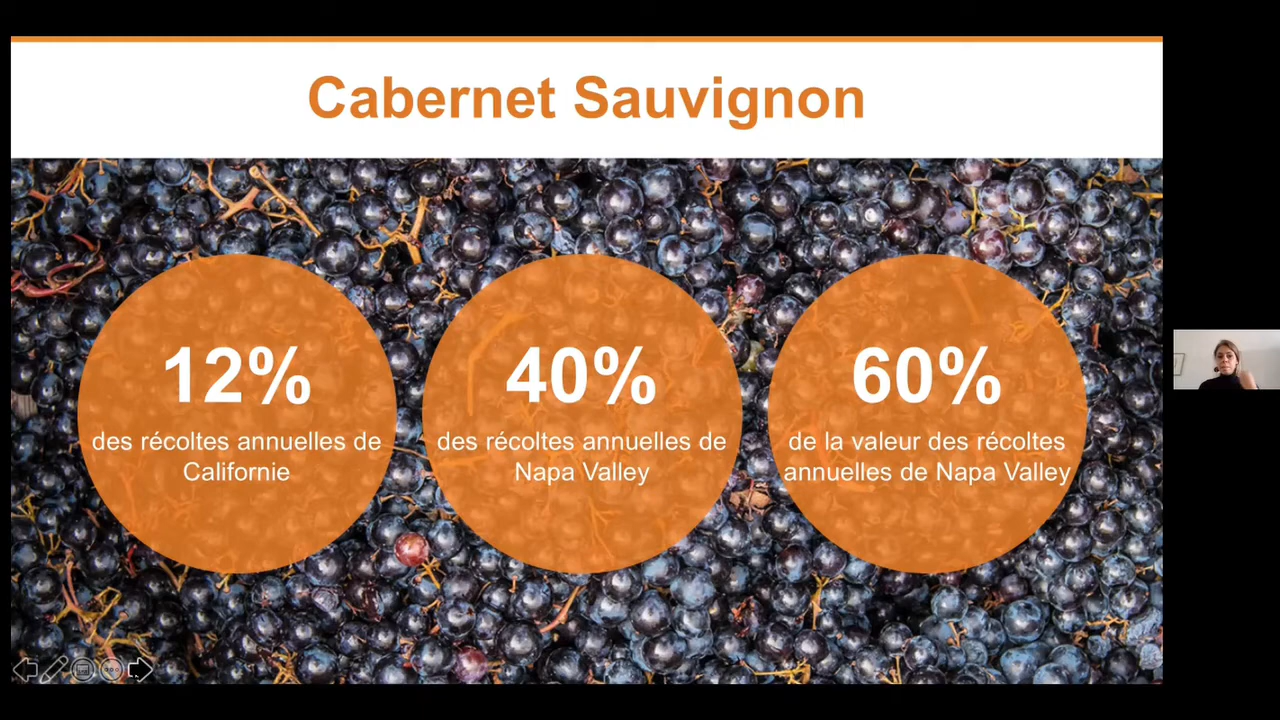 Cabernet Sauvignon
12%
des récoltes annuelles de
Californie
40%
des récoltes annuelles de
Napa Valley
60%
de la valeur des récoltes
annuelles de Napa Valley